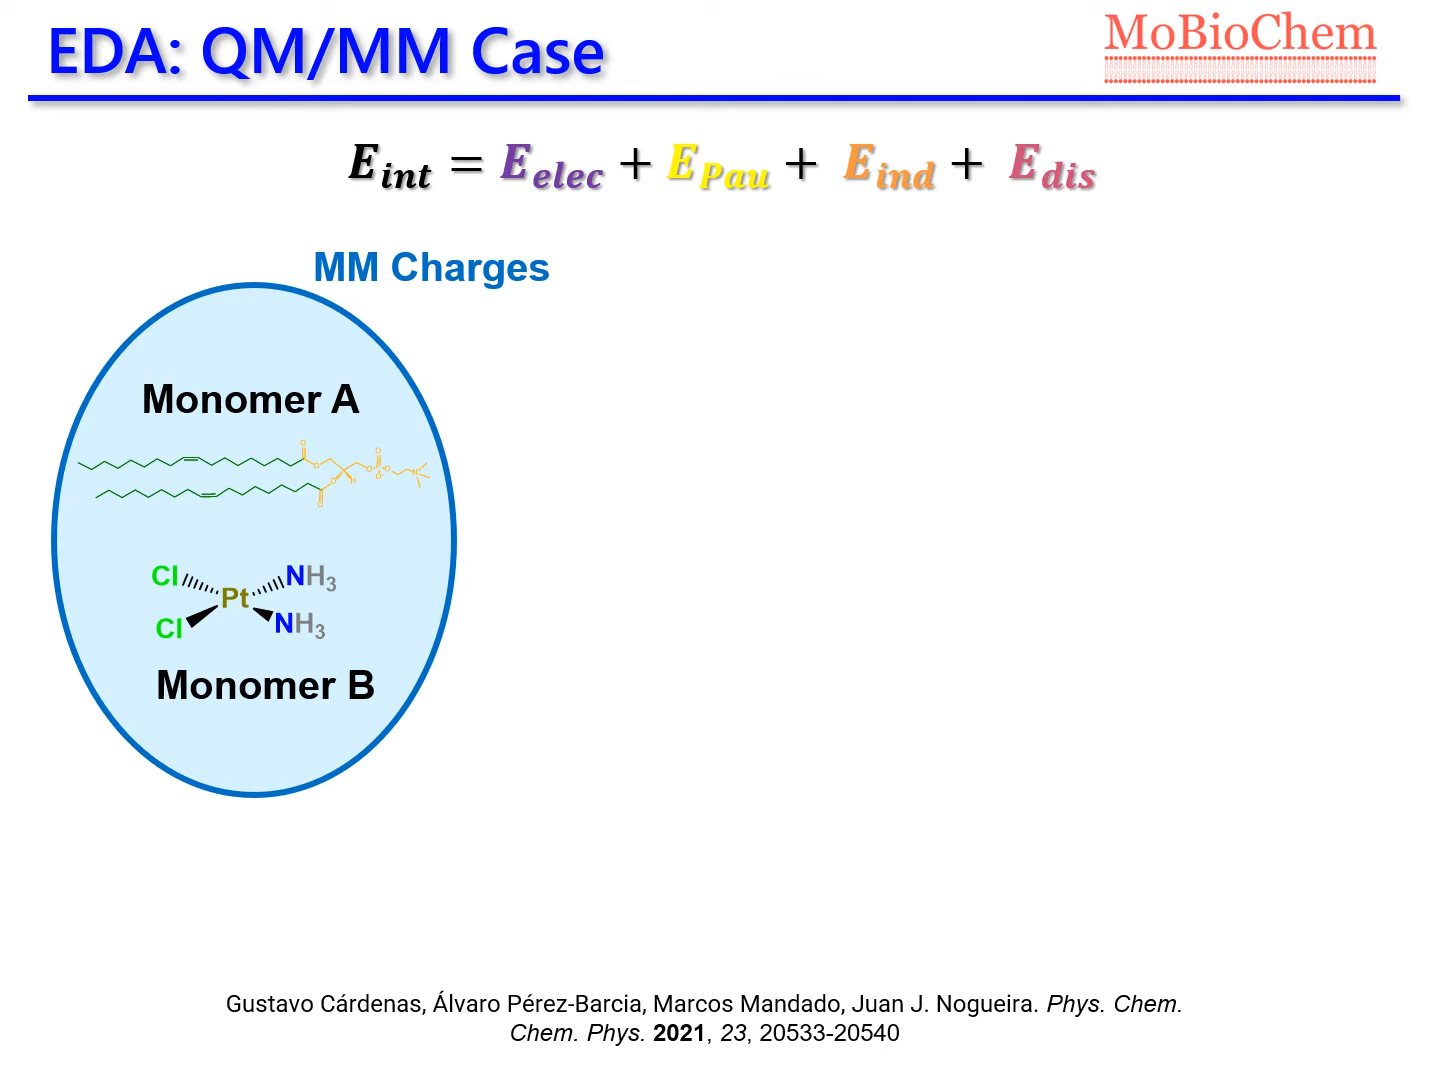 EDA: QM/MM Case
MoBioChem
E_int = E_elec + E_Pau + E_ind + E_dis
MM Charges
Monomer A
O
O
O
P
O
O
O⁻
N
O
H
O
Cl
NH₃
Pt
Cl
NH₃
Monomer B
Gustavo Cárdenas, Álvaro Pérez-Barcia, Marcos Mandado, Juan J. Nogueira. Phys. Chem.
Chem. Phys. 2021, 23, 20533-20540